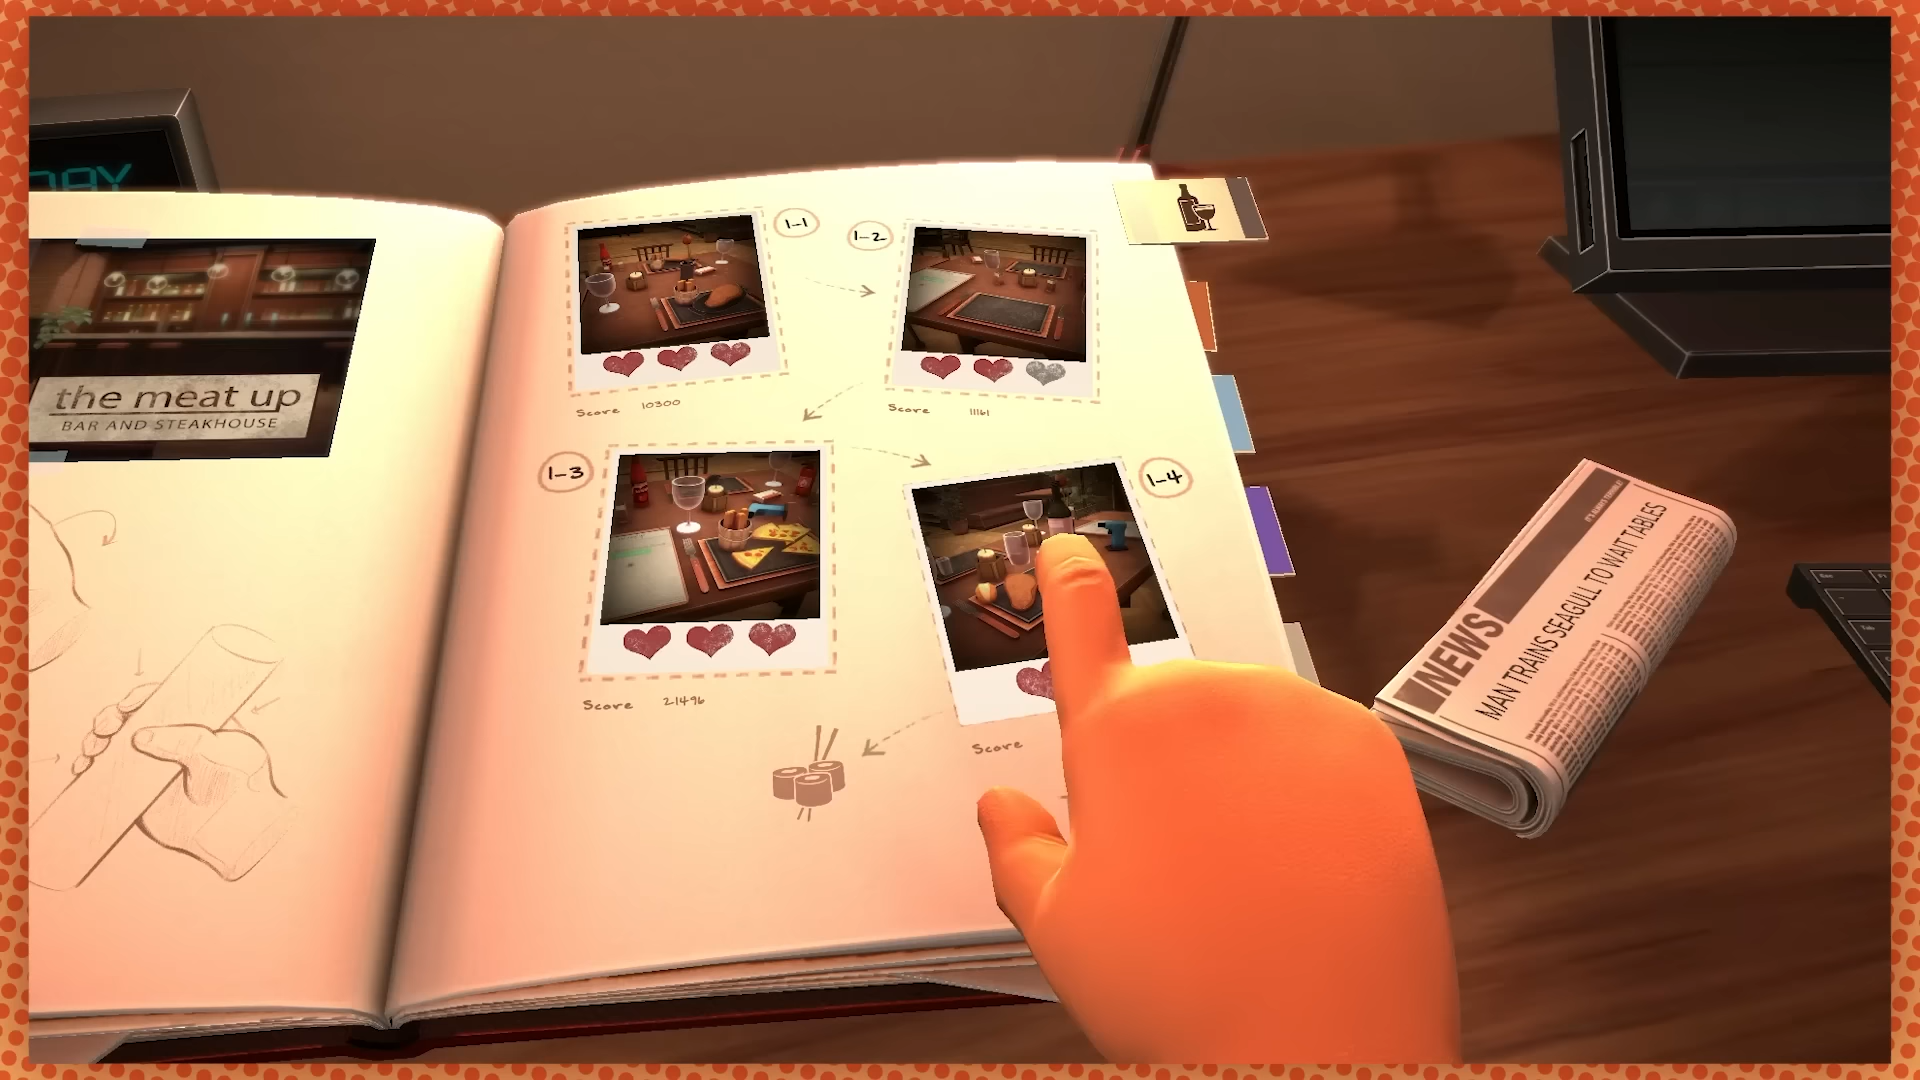 DAY
the meat up
BAR AND STEAKHOUSE
1-1
1-2
Score 10300
Score 11161
1-3
1-4
Score 21496
Score
NEWS
MAN TRAINS SEAGULL TO WAIT TABLES